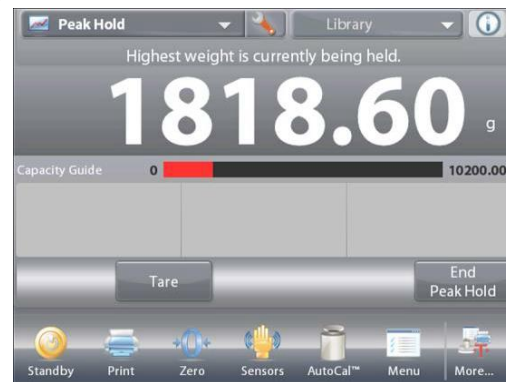 Peak Hold
Library
Highest weight is currently being held.
1818.60 g
Capacity Guide 0 10200.00
Tare
End
Peak Hold
Standby Print Zero Sensors AutoCal™ Menu More...